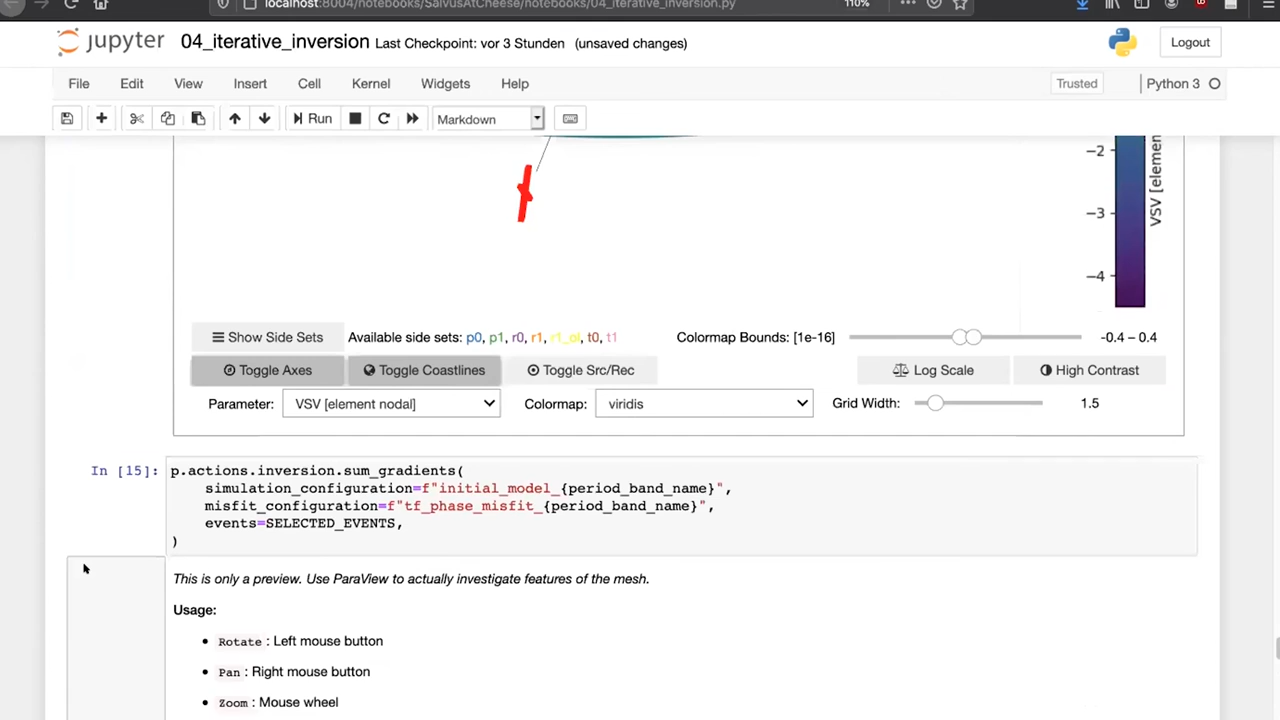 localhost:8004/notebooks/SalvusAtCheese/notebooks/04_iterative_inversion.py
110%
jupyter 04_iterative_inversion Last Checkpoint: vor 3 Stunden (unsaved changes)
Logout
File Edit View Insert Cell Kernel Widgets Help
Trusted
Python 3
Run
Markdown
−2
−3
−4
VSV [elemen
Show Side Sets
Available side sets: p0, p1, r0, r1, r1_ol, t0, t1
Colormap Bounds: [1e-16]
-0.4 – 0.4
Toggle Axes
Toggle Coastlines
Toggle Src/Rec
Log Scale
High Contrast
Parameter: VSV [element nodal]
Colormap: viridis
Grid Width: 1.5
In [15]: p.actions.inversion.sum_gradients(
simulation_configuration=f"initial_model_{period_band_name}",
misfit_configuration=f"tf_phase_misfit_{period_band_name}",
events=SELECTED_EVENTS,
)
This is only a preview. Use ParaView to actually investigate features of the mesh.
Usage:
• Rotate : Left mouse button
• Pan : Right mouse button
• Zoom : Mouse wheel